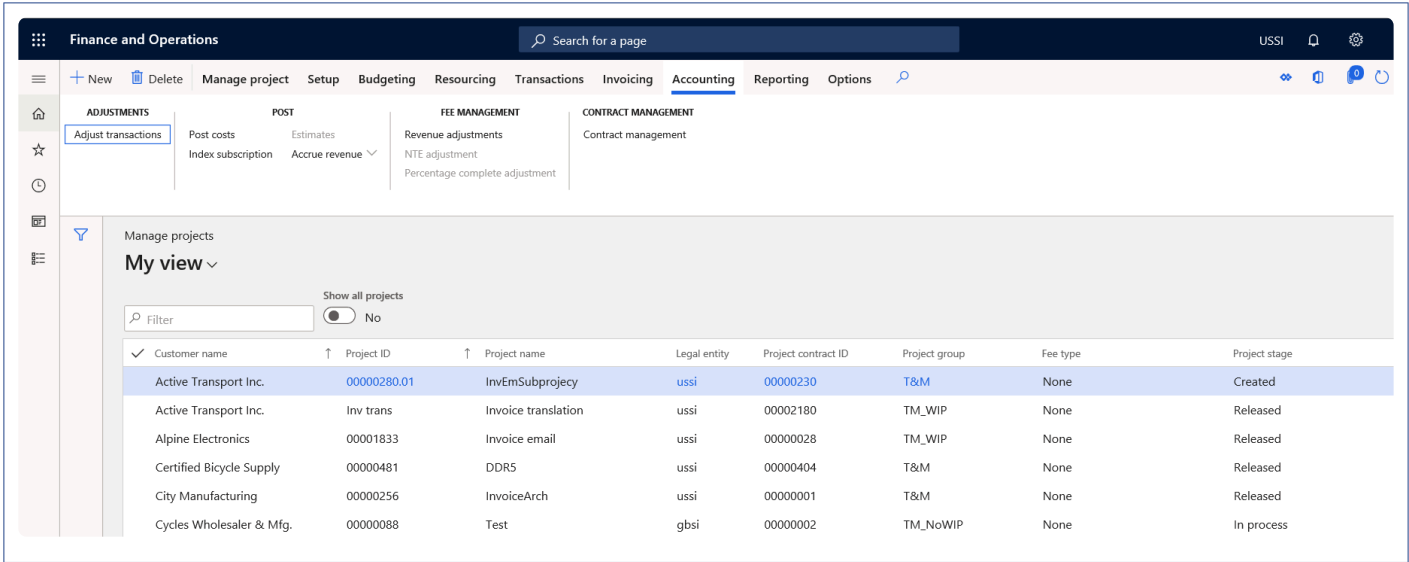 Finance and Operations Search for a page USSI
New Delete Manage project Setup Budgeting Resourcing Transactions Invoicing Accounting Reporting Options 0
ADJUSTMENTS POST FEE MANAGEMENT CONTRACT MANAGEMENT
Adjust transactions Post costs Estimates Revenue adjustments Contract management
Index subscription Accrue revenue NTE adjustment
Percentage complete adjustment
Manage projects
My view
Show all projects
Filter No
Customer name Project ID Project name Legal entity Project contract ID Project group Fee type Project stage
Active Transport Inc. 00000280.01 InvEmSubprojecy ussi 00000230 T&M None Created
Active Transport Inc. Inv trans Invoice translation ussi 00002180 TM_WIP None Released
Alpine Electronics 00001833 Invoice email ussi 00000028 TM_WIP None Released
Certified Bicycle Supply 00000481 DDR5 ussi 00000404 T&M None Released
City Manufacturing 00000256 InvoiceArch ussi 00000001 T&M None Released
Cycles Wholesaler & Mfg. 00000088 Test gbsi 00000002 TM_NoWIP None In process